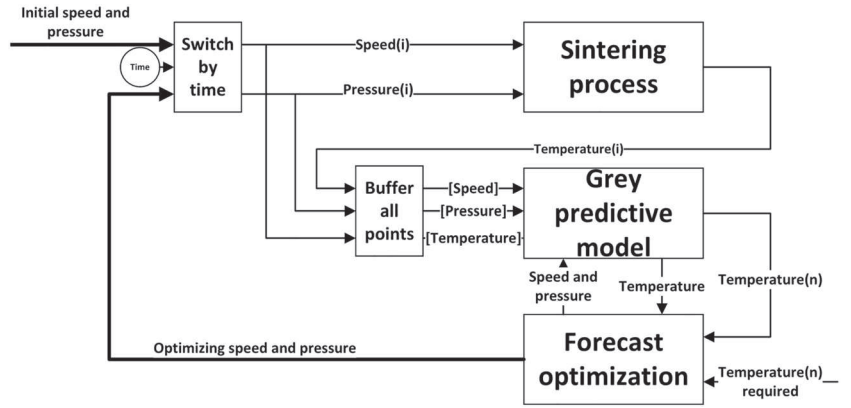 Initial speed and
pressure
Switch
by
time
Time
Speed(i)
Pressure(i)
Sintering
process
Temperature(i)
Buffer
all
points
[Speed]
[Pressure]
[Temperature]
Grey
predictive
model
Speed and
pressure
Temperature
Temperature(n)
Optimizing speed and pressure
Forecast
optimization
Temperature(n)
required